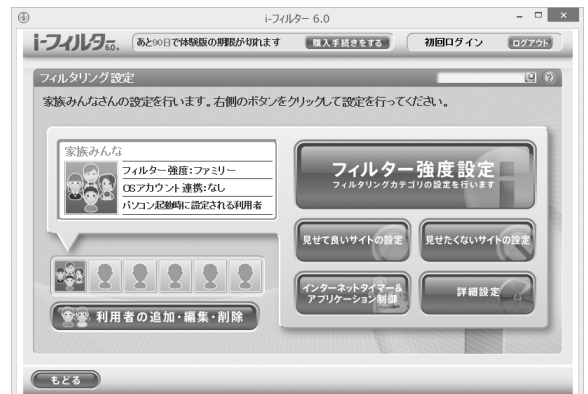 i-フィルター 6.0
i-フィルター 6.0.
あと90日で体験版の期限が切れます
購入手続きをする
初回ログイン
ログアウト
フィルタリング設定
家族みんなさんの設定を行います。右側のボタンをクリックして設定を行ってください。
家族みんな
フィルター強度:ファミリー
OSアカウント連携:なし
パソコン起動時に設定される利用者
フィルター強度設定
フィルタリングカテゴリの設定を行います
見せて良いサイトの設定
見せたくないサイトの設定
インターネットタイマー&
アプリケーション制御
詳細設定
利用者の追加・編集・削除
もどる